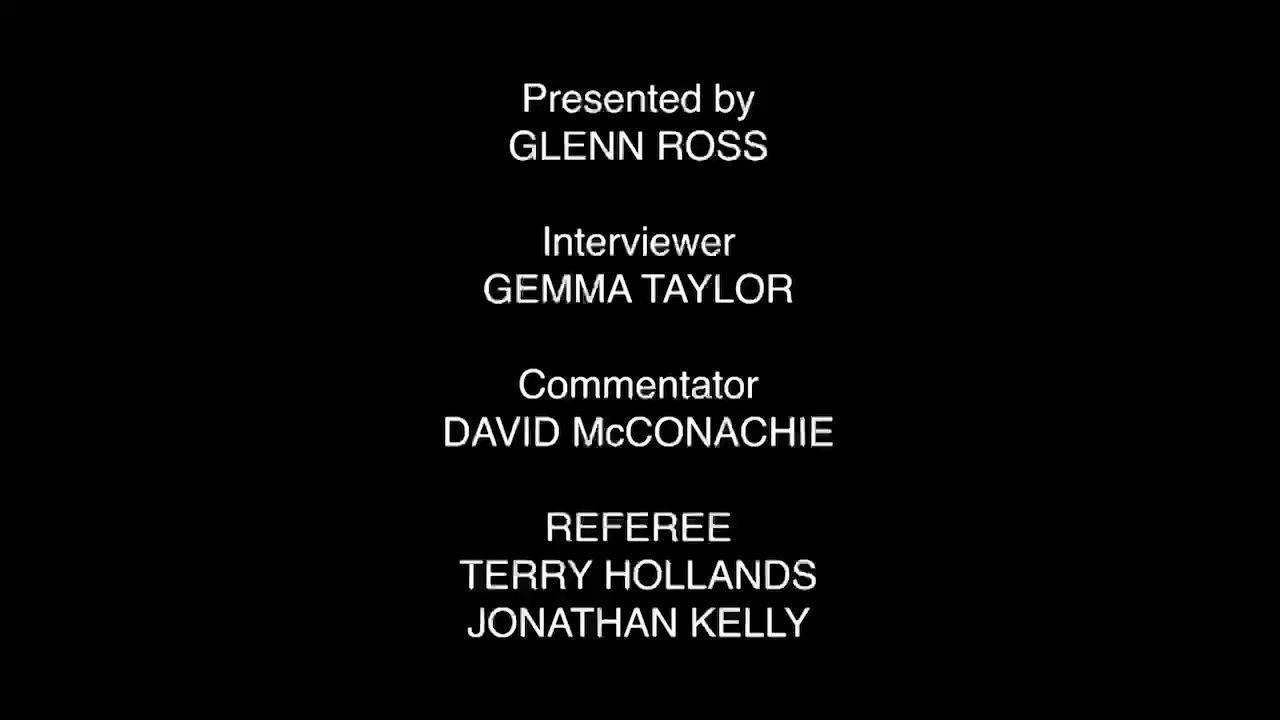 Presented by
GLENN ROSS
Interviewer
GEMMA TAYLOR
Commentator
DAVID McCONACHIE
REFEREE
TERRY HOLLANDS
JONATHAN KELLY